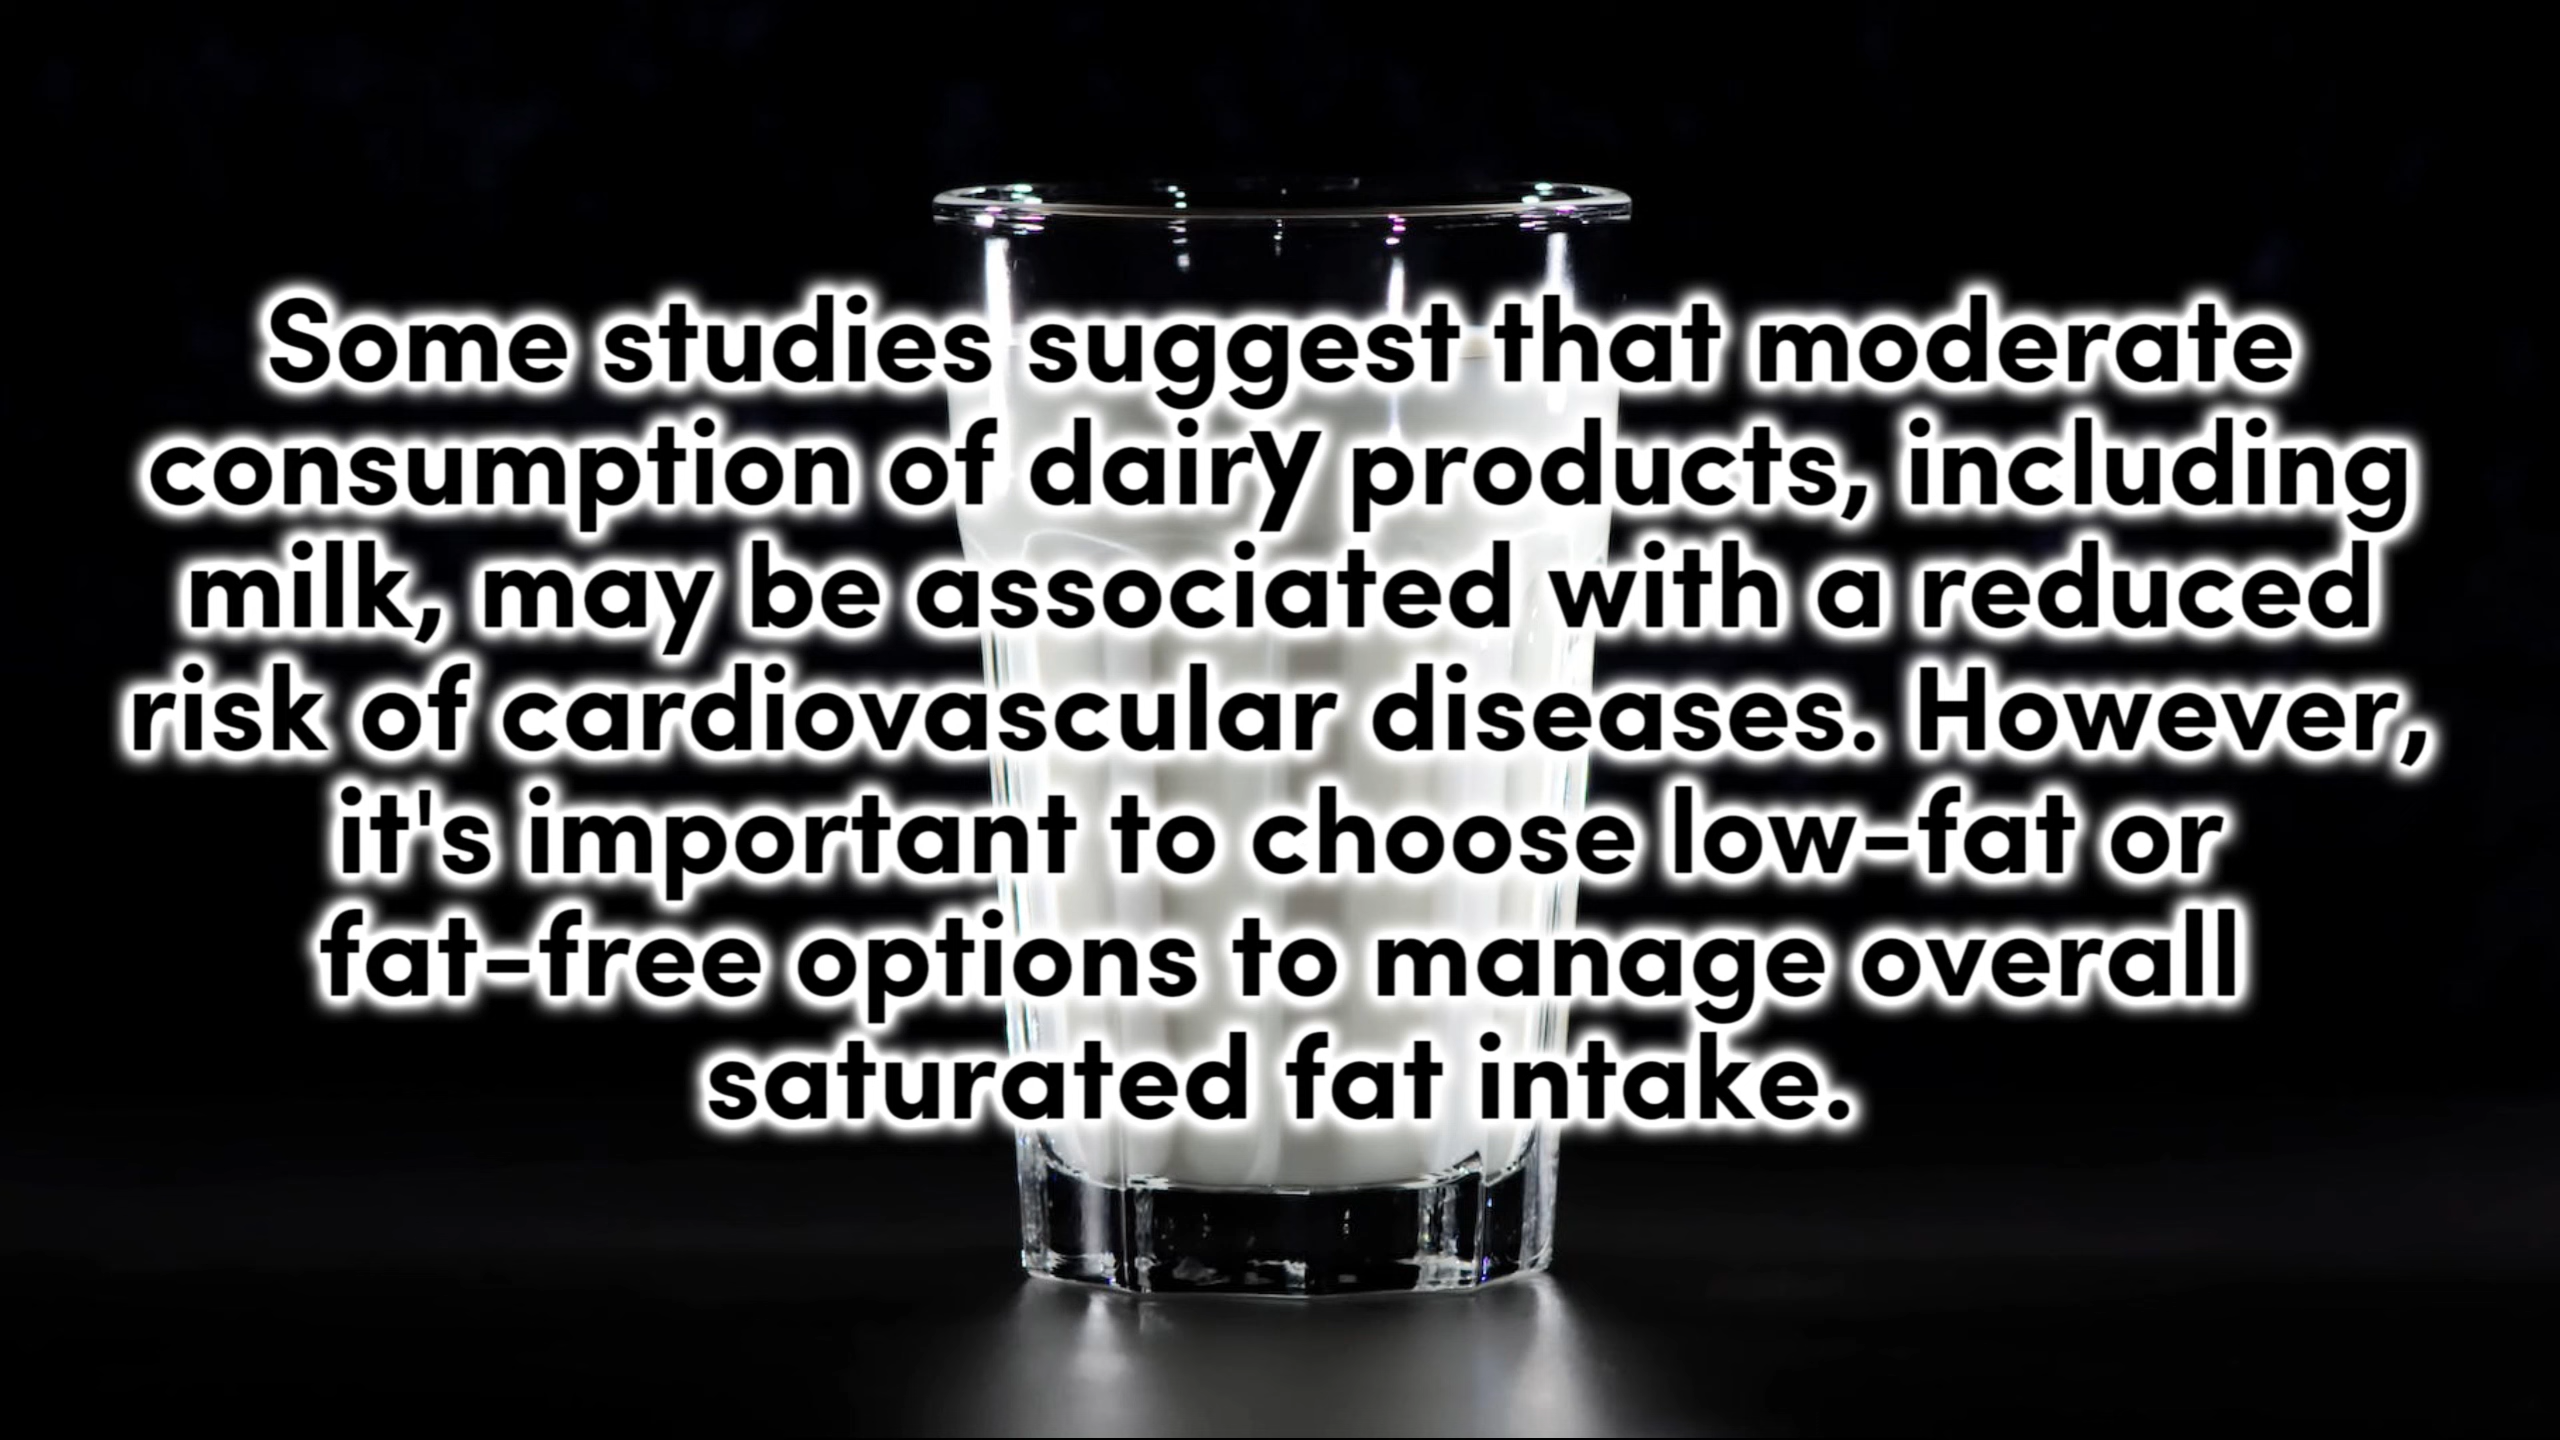 Some studies suggest that moderate
consumption of dairy products, including
milk, may be associated with a reduced
risk of cardiovascular diseases. However,
it's important to choose low-fat or
fat-free options to manage overall
saturated fat intake.